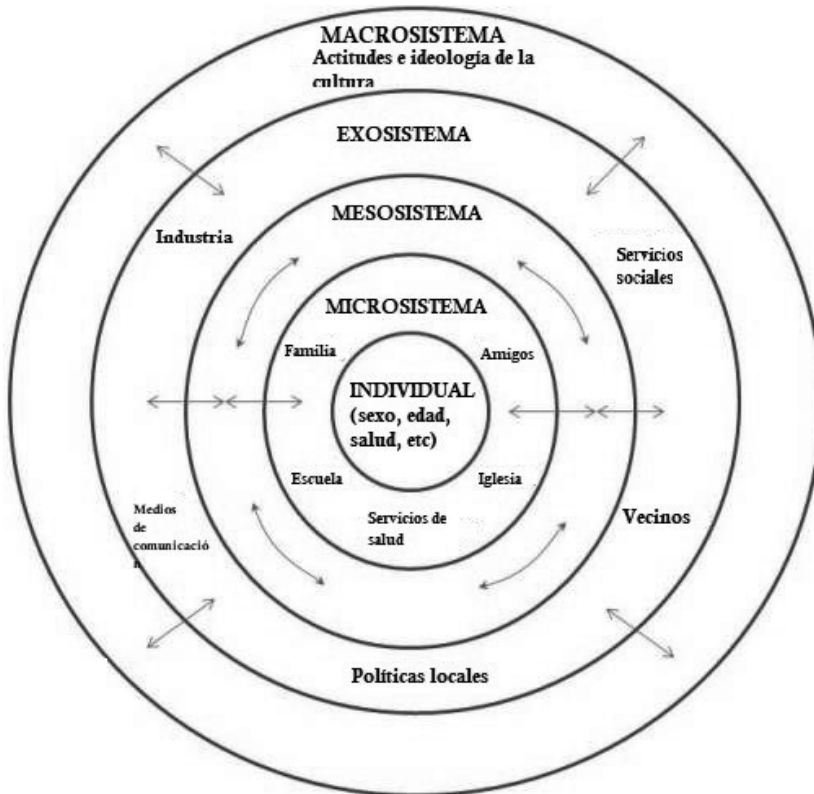 MACROSISTEMA
Actitudes e ideología de la
cultura
EXOSISTEMA
MESOSISTEMA
Industria
Servicios
sociales
MICROSISTEMA
Familia
Amigos
INDIVIDUAL
(sexo, edad,
salud, etc)
Escuela
Iglesia
Medios
de
comunicació
n
Servicios de
salud
Vecinos
Políticas locales